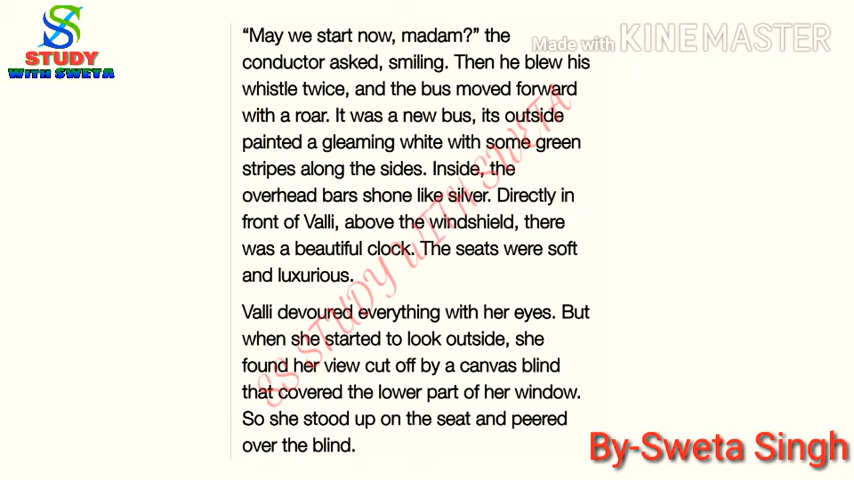 STUDY
WITH SWETA
Made with KINEMASTER
“May we start now, madam?” the
conductor asked, smiling. Then he blew his
whistle twice, and the bus moved forward
with a roar. It was a new bus, its outside
painted a gleaming white with some green
stripes along the sides. Inside, the
overhead bars shone like silver. Directly in
front of Valli, above the windshield, there
was a beautiful clock. The seats were soft
and luxurious.
Valli devoured everything with her eyes. But
when she started to look outside, she
found her view cut off by a canvas blind
that covered the lower part of her window.
So she stood up on the seat and peered
over the blind.
SS STUDY WITH SWETA
By-Sweta Singh